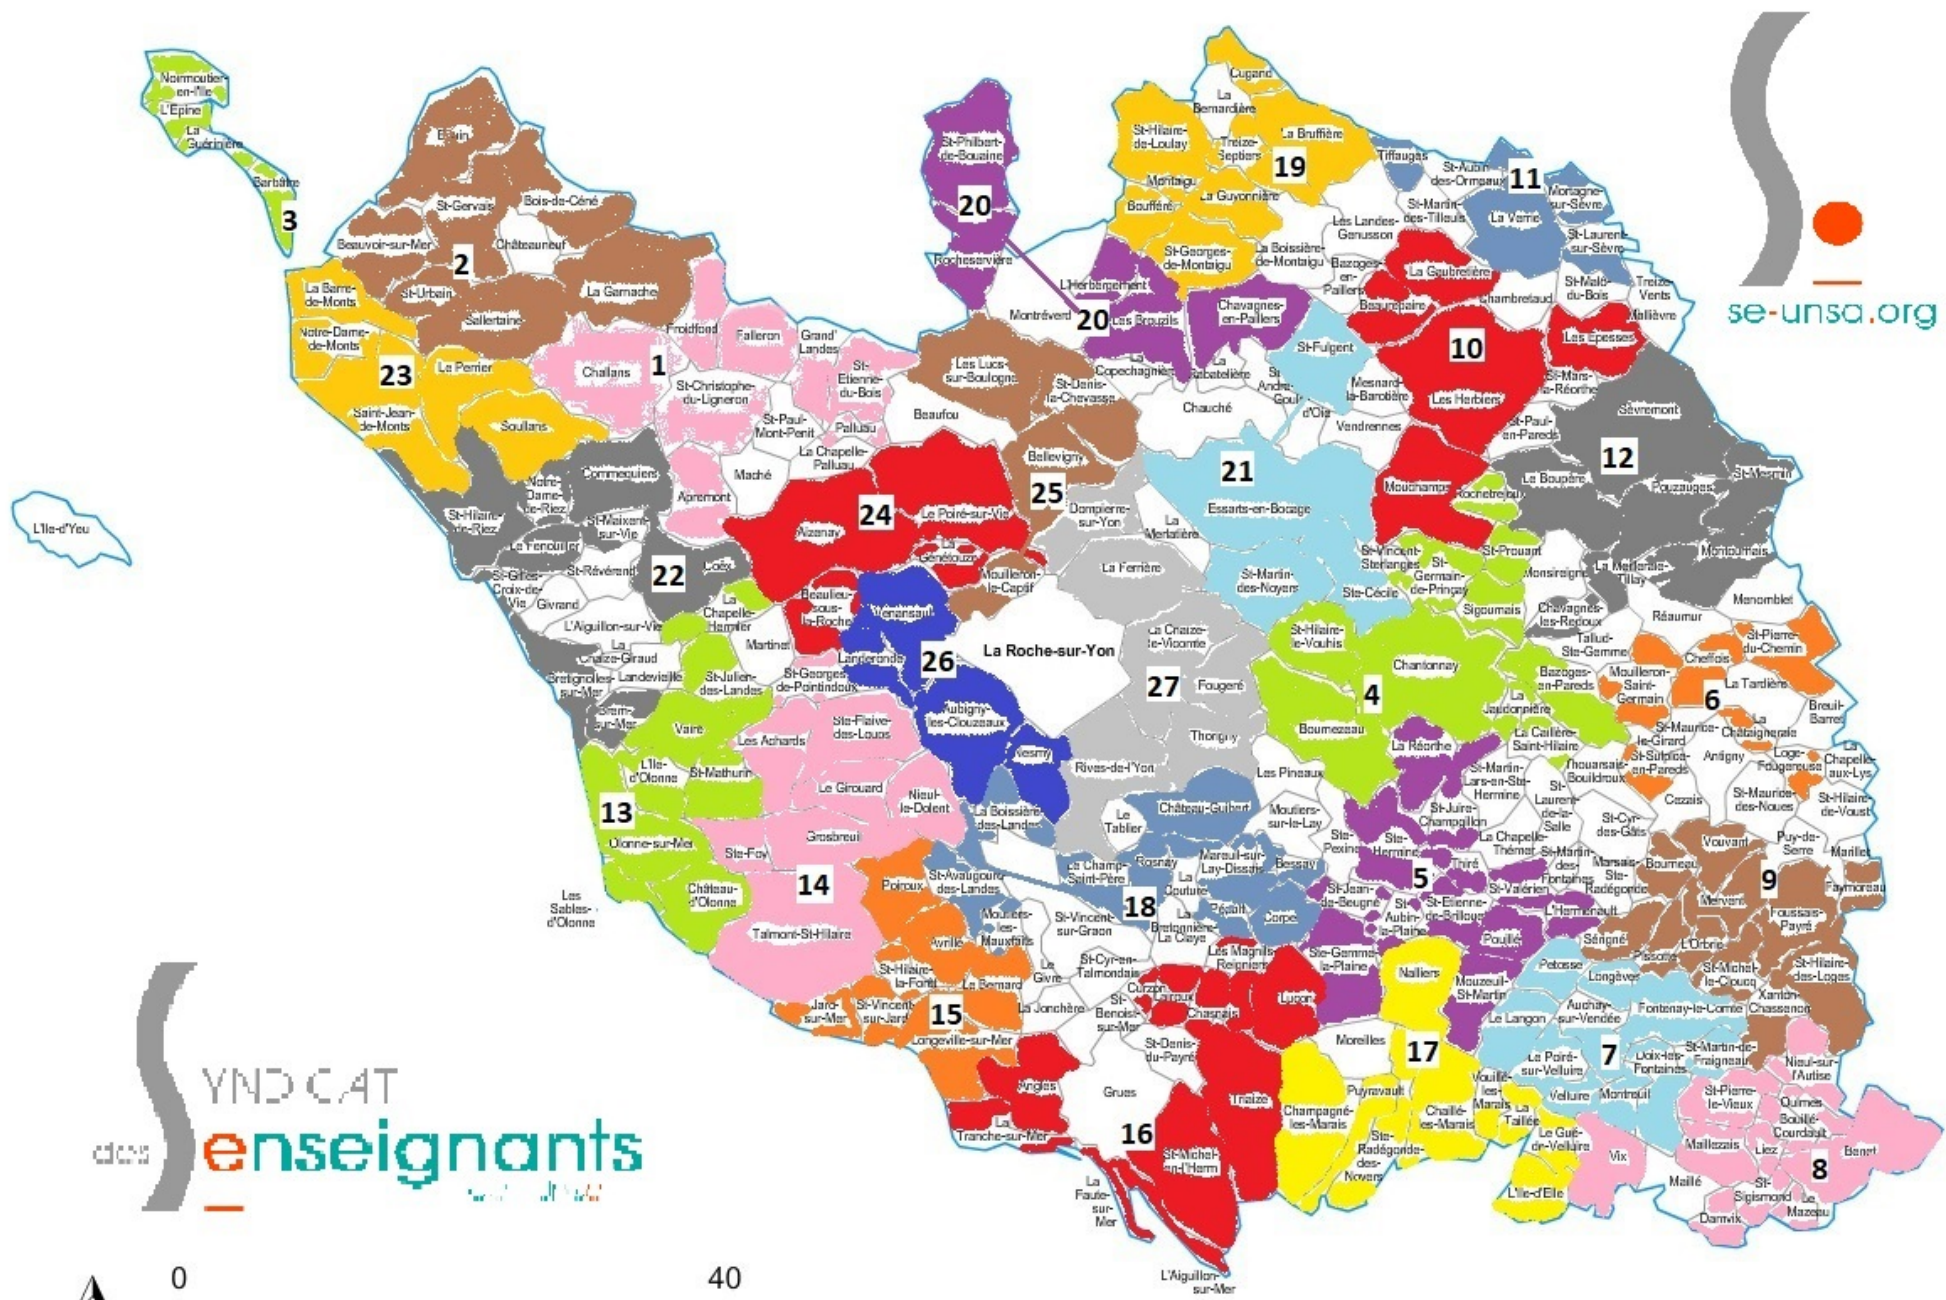 Noirmoutier-
en-l'Ile
L'Epine
La
Guérinière
Barbâtre
3
L'Ile-d'Yeu
St-Gervais
Bois-de-Céné
Beauvoir-sur-Mer
Châteauneuf
2
St-Urbain
La Garnache
Sallertaine
La Barre-
de-Monts
Notre-Dame-
de-Monts
23
Le Perrier
Saint-Jean-
de-Monts
Soullans
Froidfond
Falleron
Grand'
Landes
Challans
1
St-Christophe-
du-Ligneron
St-
Etienne-
du-Bois
St-Paul-
Mont-Penit
Palluau
La Chapelle-
Palluau
Maché
Apremont
Commequiers
Notre-
Dame-
de-Riez
St-Hilaire-
de-Riez
St-Maixent-
sur-Vie
Le Fenouiller
St-Révérend
22
Coëx
St-Gilles-
Croix-de-
Vie
Givrand
L'Aiguillon-sur-Vie
La
Chapelle-
Hermier
La
Chaize-Giraud
Landevieille
Bretignolles-
sur-Mer
Brem-
sur-Mer
St-Julien-
des-Landes
Martinet
Vairé
L'Ile-
d'Olonne
St-Mathurin
13
Olonne-sur-Mer
Château-
d'Olonne
Les
Sables-
d'Olonne
St-Philbert-
de-Bouaine
20
Rocheservière
Montréverd
L'Herbergement
20
Les Brouzils
Chavagnes-
en-Paillers
La
Copechagnière
La
Rabatelière
Les Lucs-
sur-Boulogne
St-Denis-
la-Chevasse
Beaufou
Bellevigny
25
24
Aizenay
Le Poiré-sur-Vie
La
Génétouze
Mouilleron-
le-Captif
Beaulieu-
sous-
la-Roche
Venansault
Landeronde
26
La Roche-sur-Yon
St-Georges-
de-Pointindoux
Aubigny-
les-Clouzeaux
Nesmy
Les Achards
Ste-Flaive-
des-Loups
Le Girouard
Nieul-
le-Dolent
Grosbreuil
Ste-Foy
14
Talmont-St-Hilaire
Poiroux
Avrillé
St-Hilaire-
la-Forêt
Le Bernard
Jard-
sur-Mer
St-Vincent-
sur-Jard
15
Longeville-sur-Mer
Cugand
La
Bernardière
St-Hilaire-
de-Loulay
La Bruffière
Treize-
Septiers
19
Montaigu
La Guyonnière
Boufféré
St-Georges-
de-Montaigu
La Boissière-
de-Montaigu
Tiffauges
St-Aubin-
des-Ormeaux
11
Mortagne-
sur-Sèvre
St-Martin-
des-Tilleuls
La Verrie
Les Landes-
Genusson
St-Laurent-
sur-Sèvre
Bazoges-
en-
Paillers
La Gaubretière
St-Malô-
du-Bois
Treize-
Vents
Beaurepaire
Chambretaud
Mallièvre
10
Les Epesses
St-Fulgent
Mesnard-
la-Barotière
Les Herbiers
St-Mars-
la-Réorthe
St-
André-
Goul-
d'Oie
Chauché
Vendrennes
St-Paul-
en-Pareds
Sèvremont
12
Mouchamps
Rochetrejoux
Le Boupère
Pouzauges
St-Mesmin
Montournais
La Meilleraie-
Tillay
21
Essarts-en-Bocage
La
Merlatière
Dompierre-
sur-Yon
La Ferrière
St-Martin-
des-Noyers
Ste-Cécile
St-Vincent-
Sterlanges
St-
Germain-
de-Prinçay
St-Prouant
Monsireigne
Sigournais
Chavagnes-
les-Redoux
Réaumur
Menomblet
Tallud-
Ste-Gemme
La Chaize-
le-Vicomte
27
Fougeré
Thorigny
Rives-de-l'Yon
St-Hilaire-
le-Vouhis
Chantonnay
4
Bournezeau
Bazoges-
en-Pareds
La
Jaudonnière
La Caillère-
Saint-Hilaire
Mouilleron-
Saint-
Germain
Cheffois
St-Pierre-
du-Chemin
6
La Tardière
Breuil-
Barret
St-Maurice-
le-Girard
La
Châtaigneraie
St-Sulpice-
en-Pareds
Antigny
Loge-
Fougereuse
La
Chapelle-
aux-Lys
Thouarsais-
Bouildroux
Cezais
St-Maurice-
des-Noues
St-Hilaire-
de-Voust
La Réorthe
Les Pineaux
St-Martin-
Lars-en-Ste-
Hermine
St-
Laurent-
de-la-
Salle
St-Cyr-
des-Gâts
St-Juire-
Champgillon
La Boissière-
des-Landes
Le
Tablier
Château-Guibert
Moutiers-
sur-le-Lay
Ste-
Pexine
Ste-
Hermine
La Chapelle-
Thémer
Thiré
St-Martin-
des-
Fontaines
Marsais-
Ste-
Radégonde
5
St-Valérien
L'Hermenault
St-Jean-
de-Beugné
St-
Aubin-
la-Plaine
St-Etienne-
de-Brillouet
Pouillé
Ste-Gemme-
la-Plaine
Mouzeuil-
St-Martin
Sérigné
St-Avaugourd-
des-Landes
Le Champ-
Saint-Père
Rosnay
Mareuil-sur-
Lay-Dissais
Bessay
La
Couture
18
Péault
Corpe
La
Bretonnière-
La Claye
Moutiers-
les-
Mauxfaits
St-Vincent-
sur-Graon
Le
Givre
St-Cyr-en-
Talmondais
La Jonchère
Les Magnils-
Reigniers
Curzon
Lairoux
Chasnais
Luçon
St-
Benoist-
sur-Mer
St-Denis-
du-Payré
Angles
Grues
Triaize
La
Tranche-sur-Mer
16
St-Michel-
en-l'Herm
La
Faute-
sur-
Mer
L'Aiguillon-
sur-Mer
Nalliers
Moreilles
17
Puyravault
Champagné-
les-Marais
Chaillé-
les-Marais
Ste-
Radégonde-
des-
Noyers
Vouillé-
les-
Marais
La
Taillée
Le Gué-
de-Velluire
L'Ile-d'Elle
Vouvant
Puy-de-
Serre
Marillet
Bourneau
9
Faymoreau
Mervent
Foussais-
Payré
L'Orbrie
Pissotte
St-Michel-
le-Cloucq
St-Hilaire-
des-Loges
Xanton-
Chassenon
Petosse
Longèves
Auchay-
sur-Vendée
Fontenay-le-Comte
Le Langon
7
Le Poiré-
sur-Velluire
Doix-les-
Fontaines
St-Martin-de-
Fraigneau
Velluire
Montreuil
Nieul-sur-
l'Autise
St-Pierre-
le-Vieux
Oulmes
Bouillé-
Courdault
Maillezais
Liez
Benet
8
Vix
Maillé
St-
Sigismond
Le
Mazeau
Damvix
se-unsa.org
SYNDICAT
des
enseignants
0 40